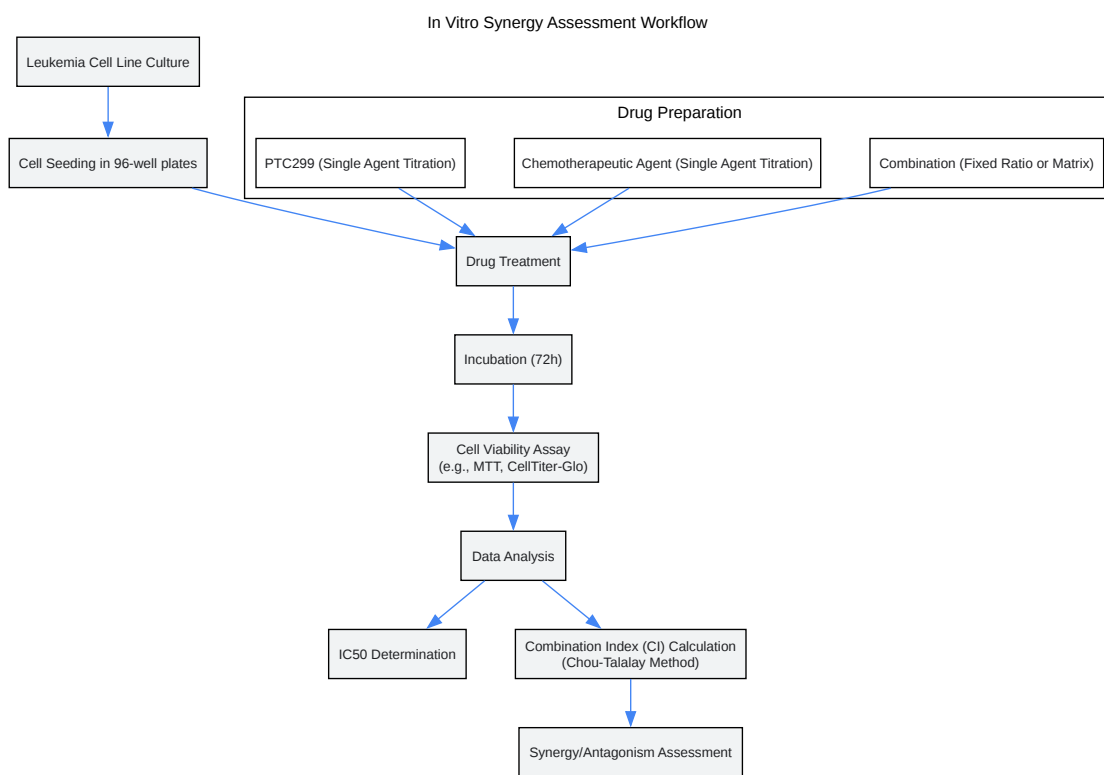 In Vitro Synergy Assessment Workflow
Leukemia Cell Line Culture
Drug Preparation
Cell Seeding in 96-well plates
PTC299 (Single Agent Titration)
Chemotherapeutic Agent (Single Agent Titration)
Combination (Fixed Ratio or Matrix)
Drug Treatment
Incubation (72h)
Cell Viability Assay
(e.g., MTT, CellTiter-Glo)
Data Analysis
IC50 Determination
Combination Index (CI) Calculation
(Chou-Talalay Method)
Synergy/Antagonism Assessment